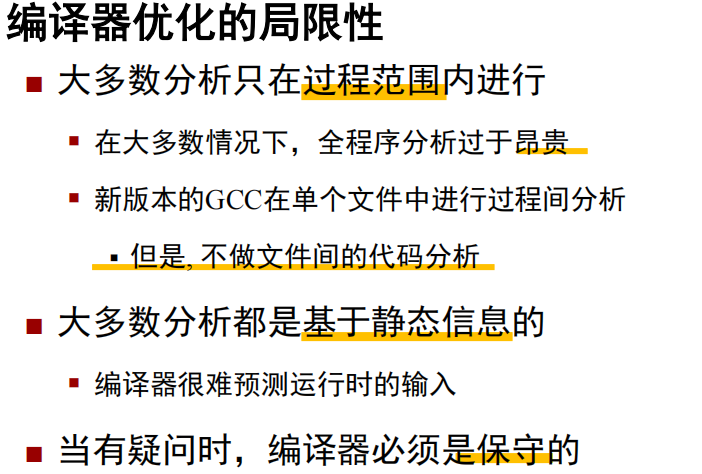 编译器优化的局限性
大多数分析只在过程范围内进行
在大多数情况下，全程序分析过于昂贵
新版本的GCC在单个文件中进行过程间分析
但是, 不做文件间的代码分析
大多数分析都是基于静态信息的
编译器很难预测运行时的输入
当有疑问时，编译器必须是保守的